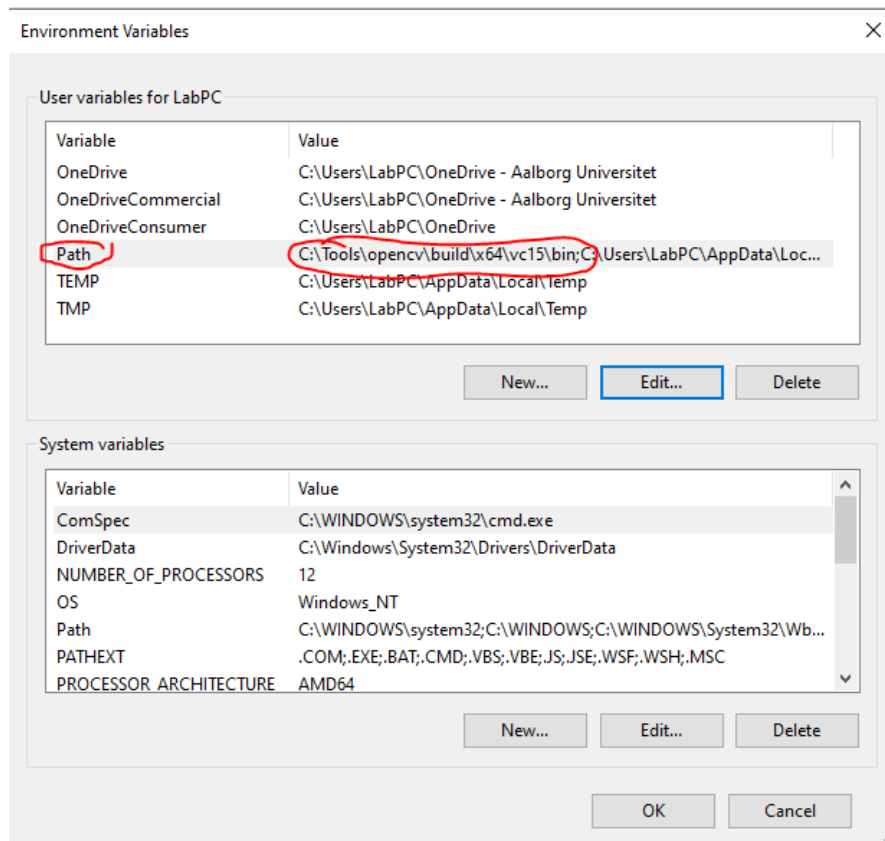 Environment Variables
User variables for LabPC
Variable Value
OneDrive C:\Users\LabPC\OneDrive - Aalborg Universitet
OneDriveCommercial C:\Users\LabPC\OneDrive - Aalborg Universitet
OneDriveConsumer C:\Users\LabPC\OneDrive
Path C:\Tools\opencv\build\x64\vc15\bin;C:\Users\LabPC\AppData\Loc...
TEMP C:\Users\LabPC\AppData\Local\Temp
TMP C:\Users\LabPC\AppData\Local\Temp
New... Edit... Delete
System variables
Variable Value
ComSpec C:\WINDOWS\system32\cmd.exe
DriverData C:\Windows\System32\Drivers\DriverData
NUMBER_OF_PROCESSORS 12
OS Windows_NT
Path C:\WINDOWS\system32;C:\WINDOWS;C:\WINDOWS\System32\Wb...
PATHEXT .COM;.EXE;.BAT;.CMD;.VBS;.VBE;.JS;.JSE;.WSF;.WSH;.MSC
PROCESSOR_ARCHITECTURE AMD64
New... Edit... Delete
OK Cancel